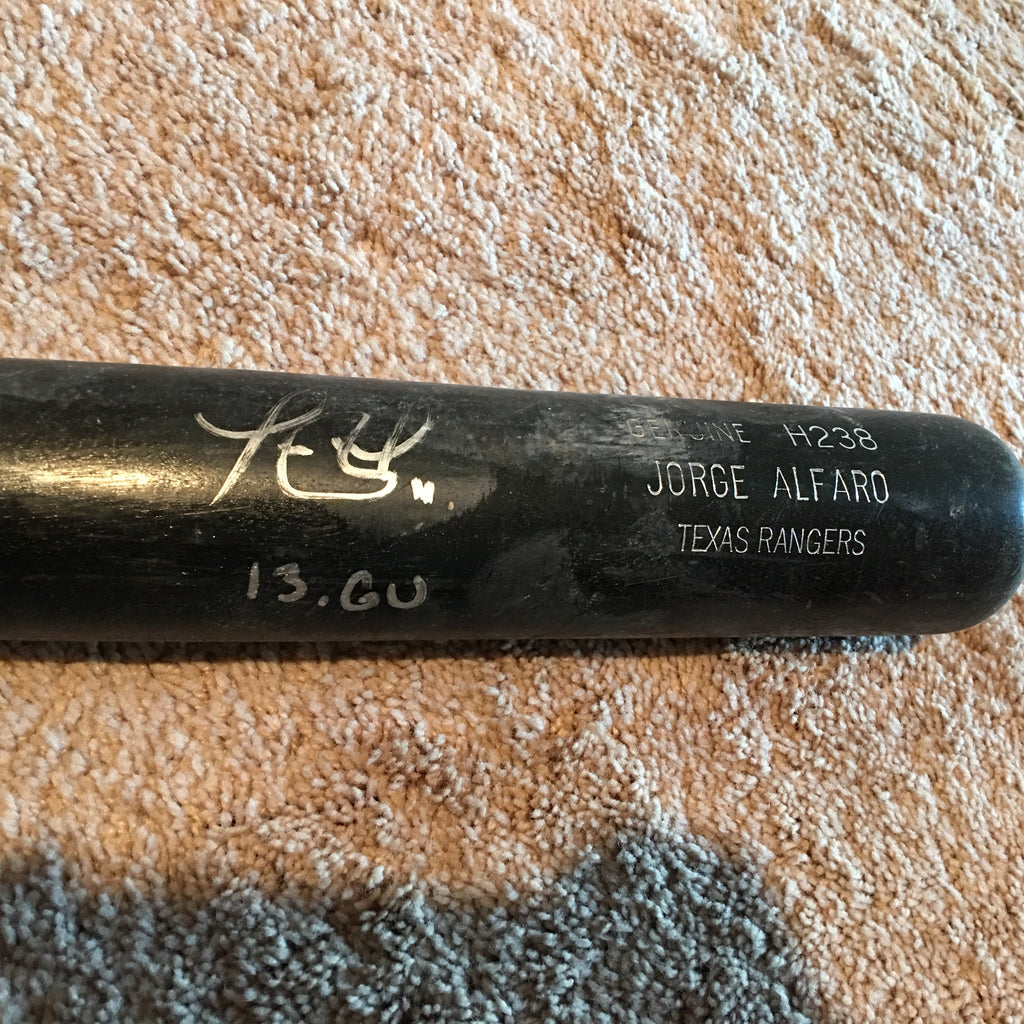 GENUINE H238
JORGE ALFARO
TEXAS RANGERS
13.GU